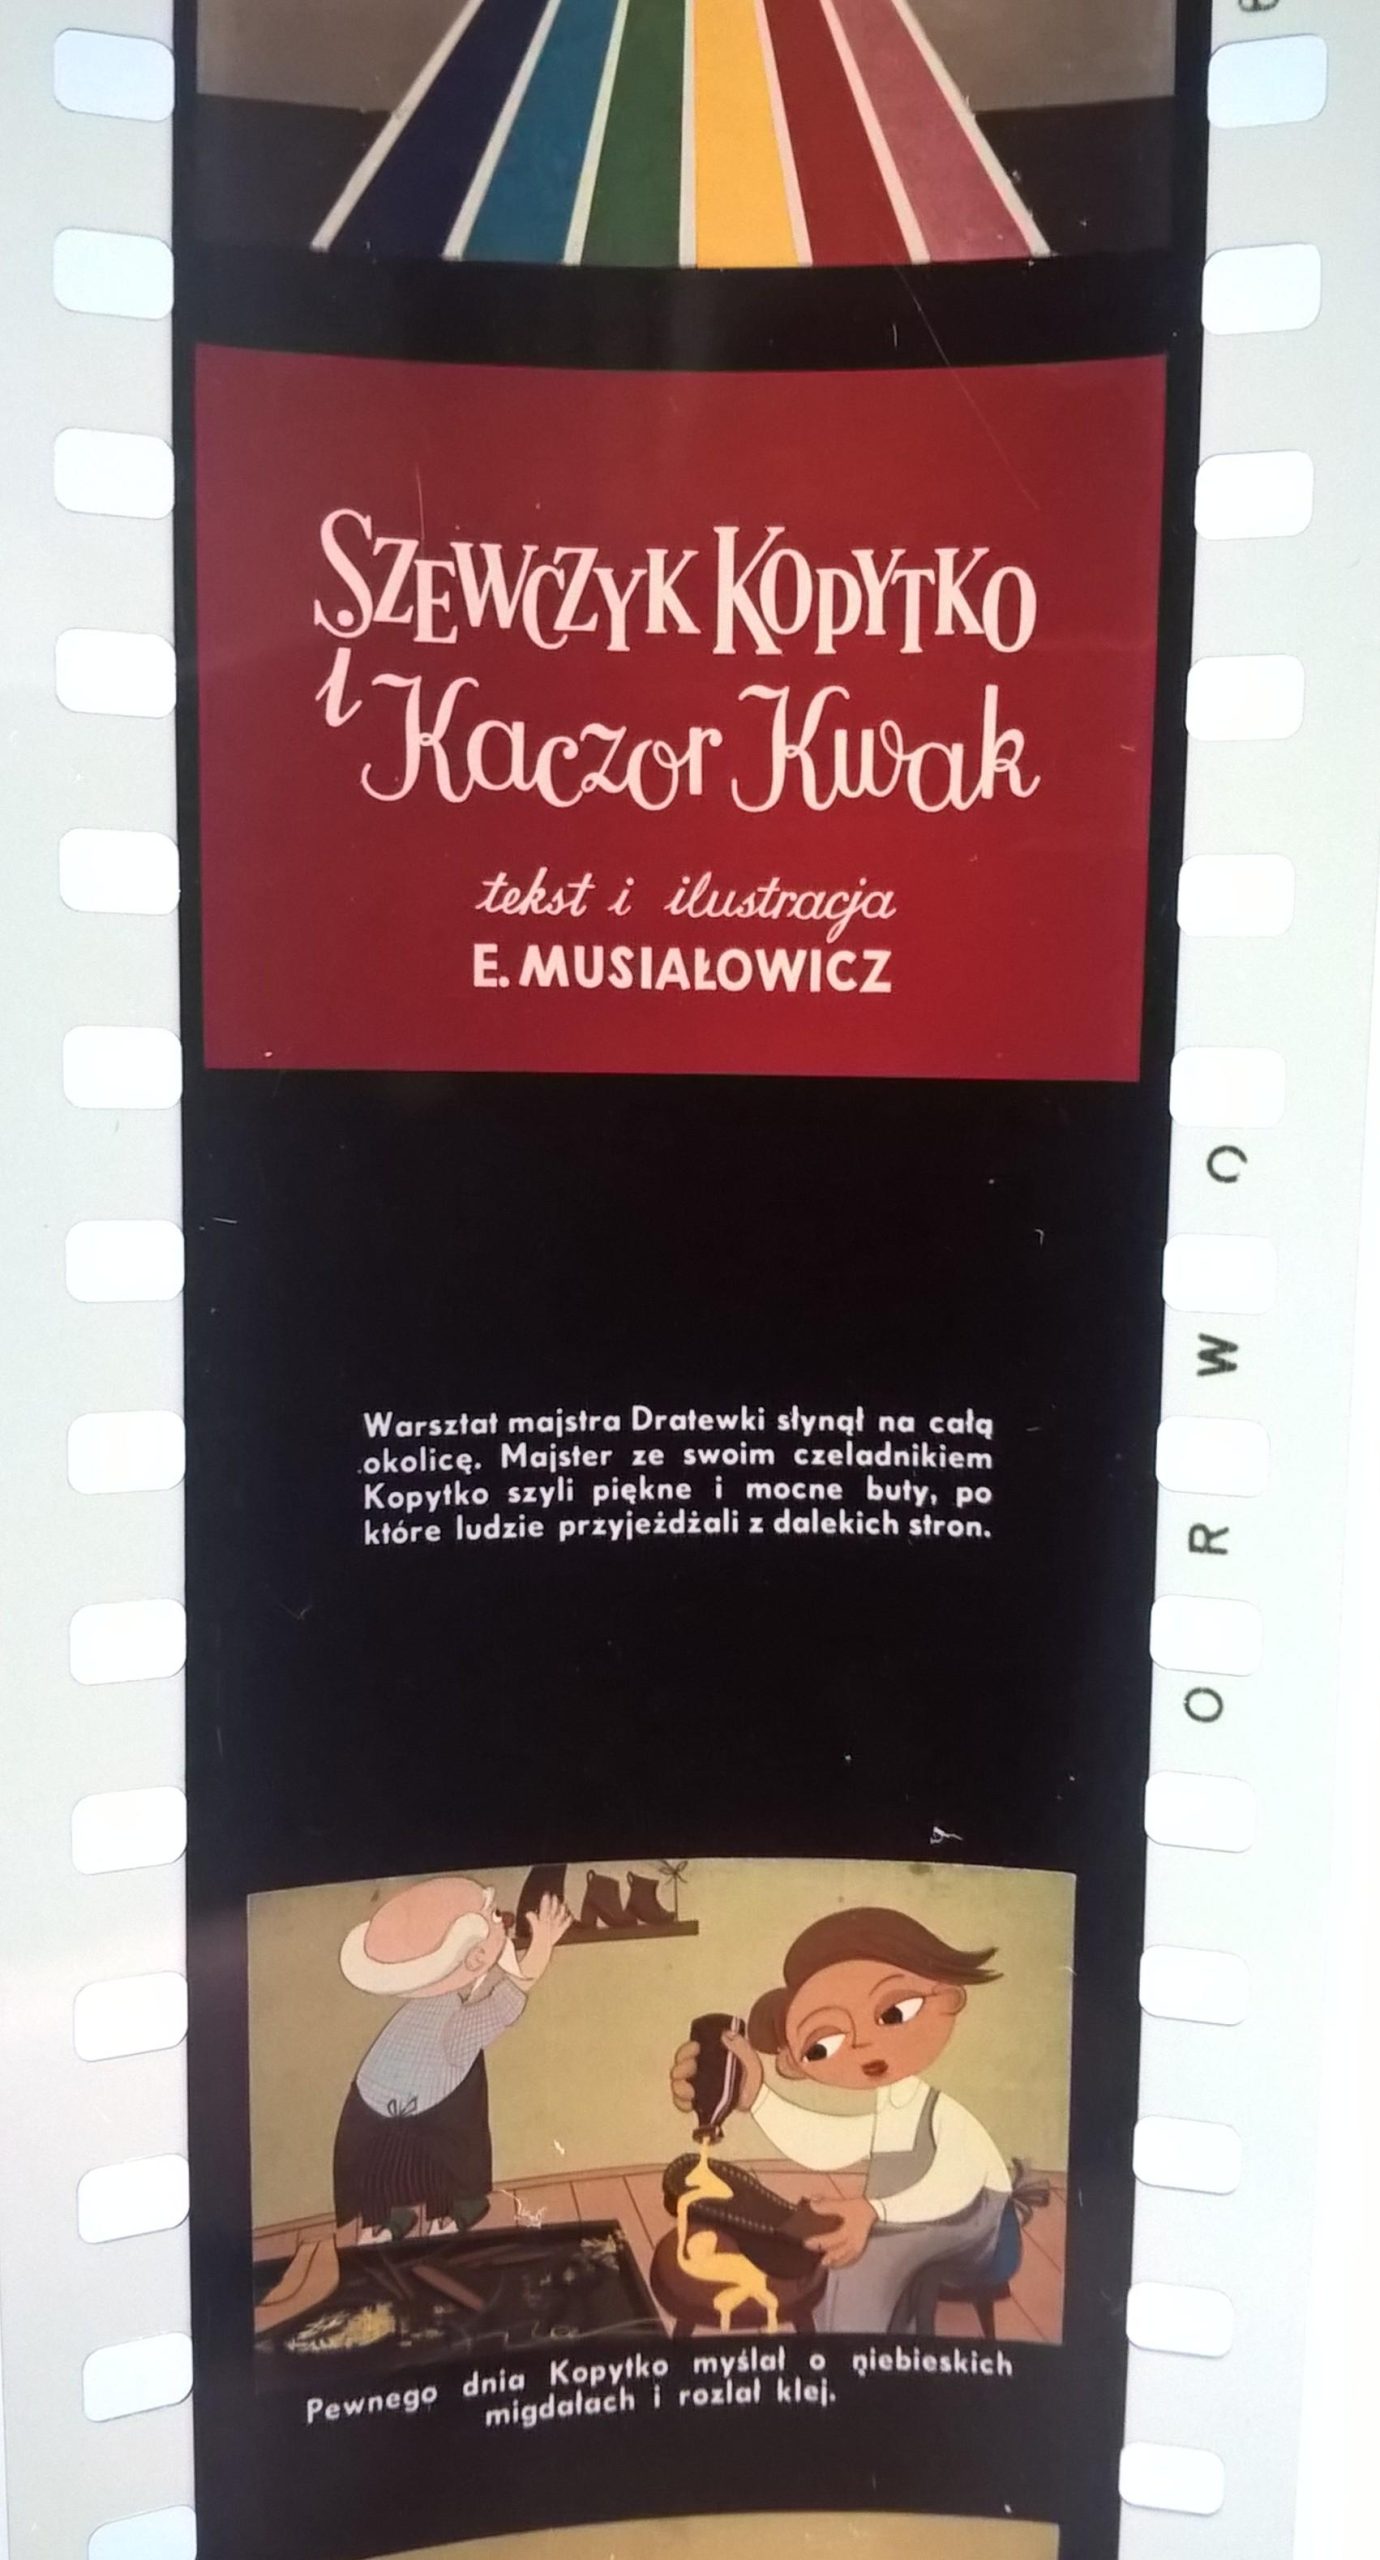 SZEWCZYK KOPYTKO
i Kaczor Kwak
tekst i ilustracja
E. MUSIAŁOWICZ
Warsztat majstra Dratewki słynął na całą
okolicę. Majster ze swoim czeladnikiem
Kopytko szyli piękne i mocne buty, po
które ludzie przyjeżdżali z dalekich stron.
ORWO
Pewnego dnia Kopytko myślał o niebieskich
migdałach i rozlał klej.